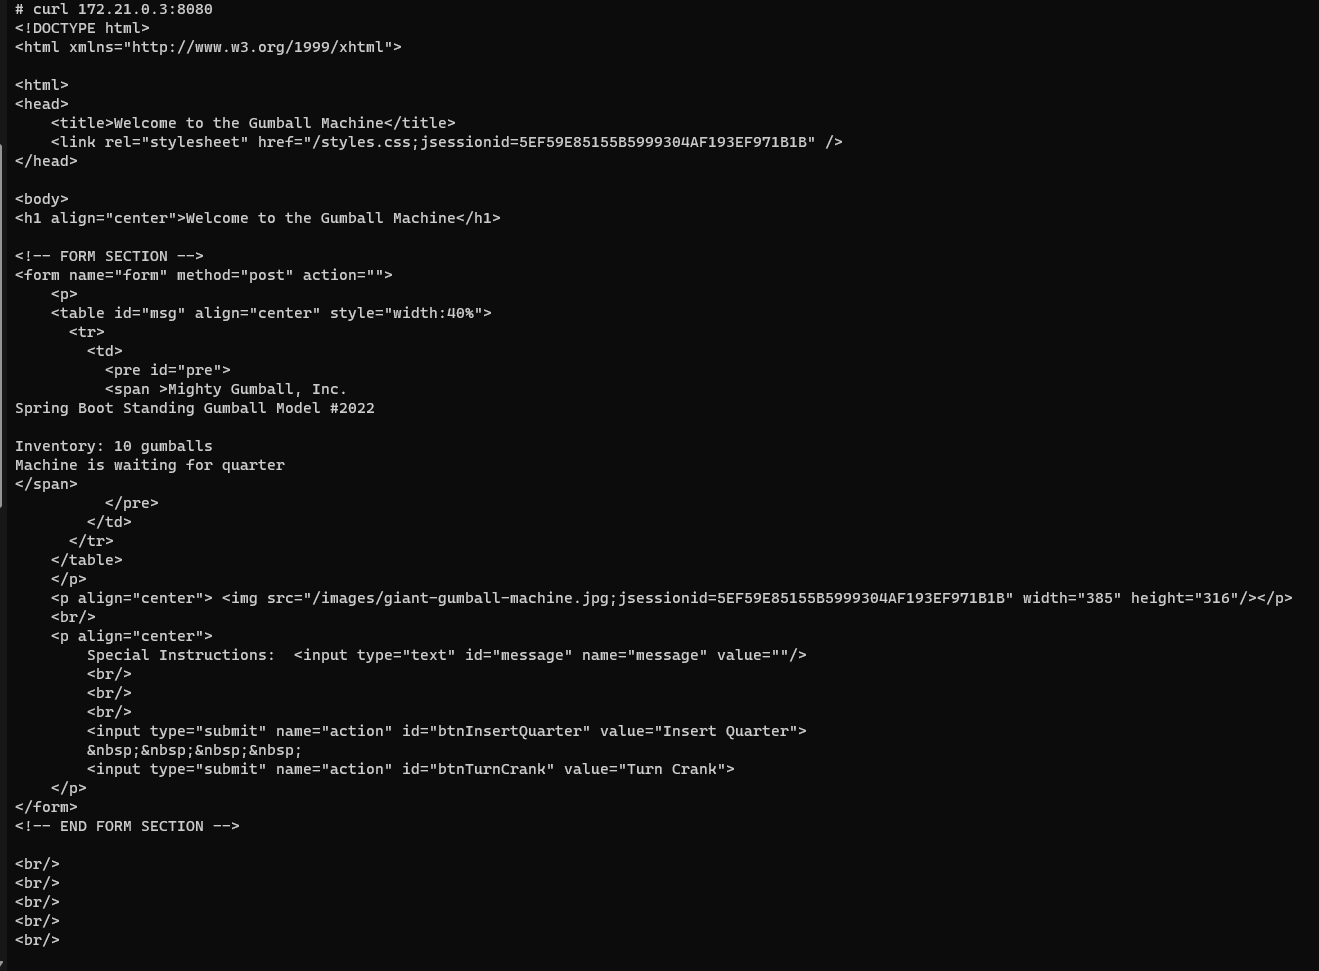 # curl 172.21.0.3:8080
<!DOCTYPE html>
<html xmlns="http://www.w3.org/1999/xhtml">

<html>
<head>
    <title>Welcome to the Gumball Machine</title>
    <link rel="stylesheet" href="/styles.css;jsessionid=5EF59E85155B5999304AF193EF971B1B" />
</head>

<body>
<h1 align="center">Welcome to the Gumball Machine</h1>

<!-- FORM SECTION -->
<form name="form" method="post" action="">
    <p>
    <table id="msg" align="center" style="width:40%">
      <tr>
        <td>
          <pre id="pre">
          <span >Mighty Gumball, Inc.
Spring Boot Standing Gumball Model #2022

Inventory: 10 gumballs
Machine is waiting for quarter
</span>
          </pre>
        </td>
      </tr>
    </table>
    </p>
    <p align="center"> <img src="/images/giant-gumball-machine.jpg;jsessionid=5EF59E85155B5999304AF193EF971B1B" width="385" height="316"/></p>
    <br/>
    <p align="center">
        Special Instructions:  <input type="text" id="message" name="message" value=""/>
        <br/>
        <br/>
        <br/>
        <input type="submit" name="action" id="btnInsertQuarter" value="Insert Quarter">
        &nbsp;&nbsp;&nbsp;&nbsp;
        <input type="submit" name="action" id="btnTurnCrank" value="Turn Crank">
    </p>
</form>
<!-- END FORM SECTION -->

<br/>
<br/>
<br/>
<br/>
<br/>